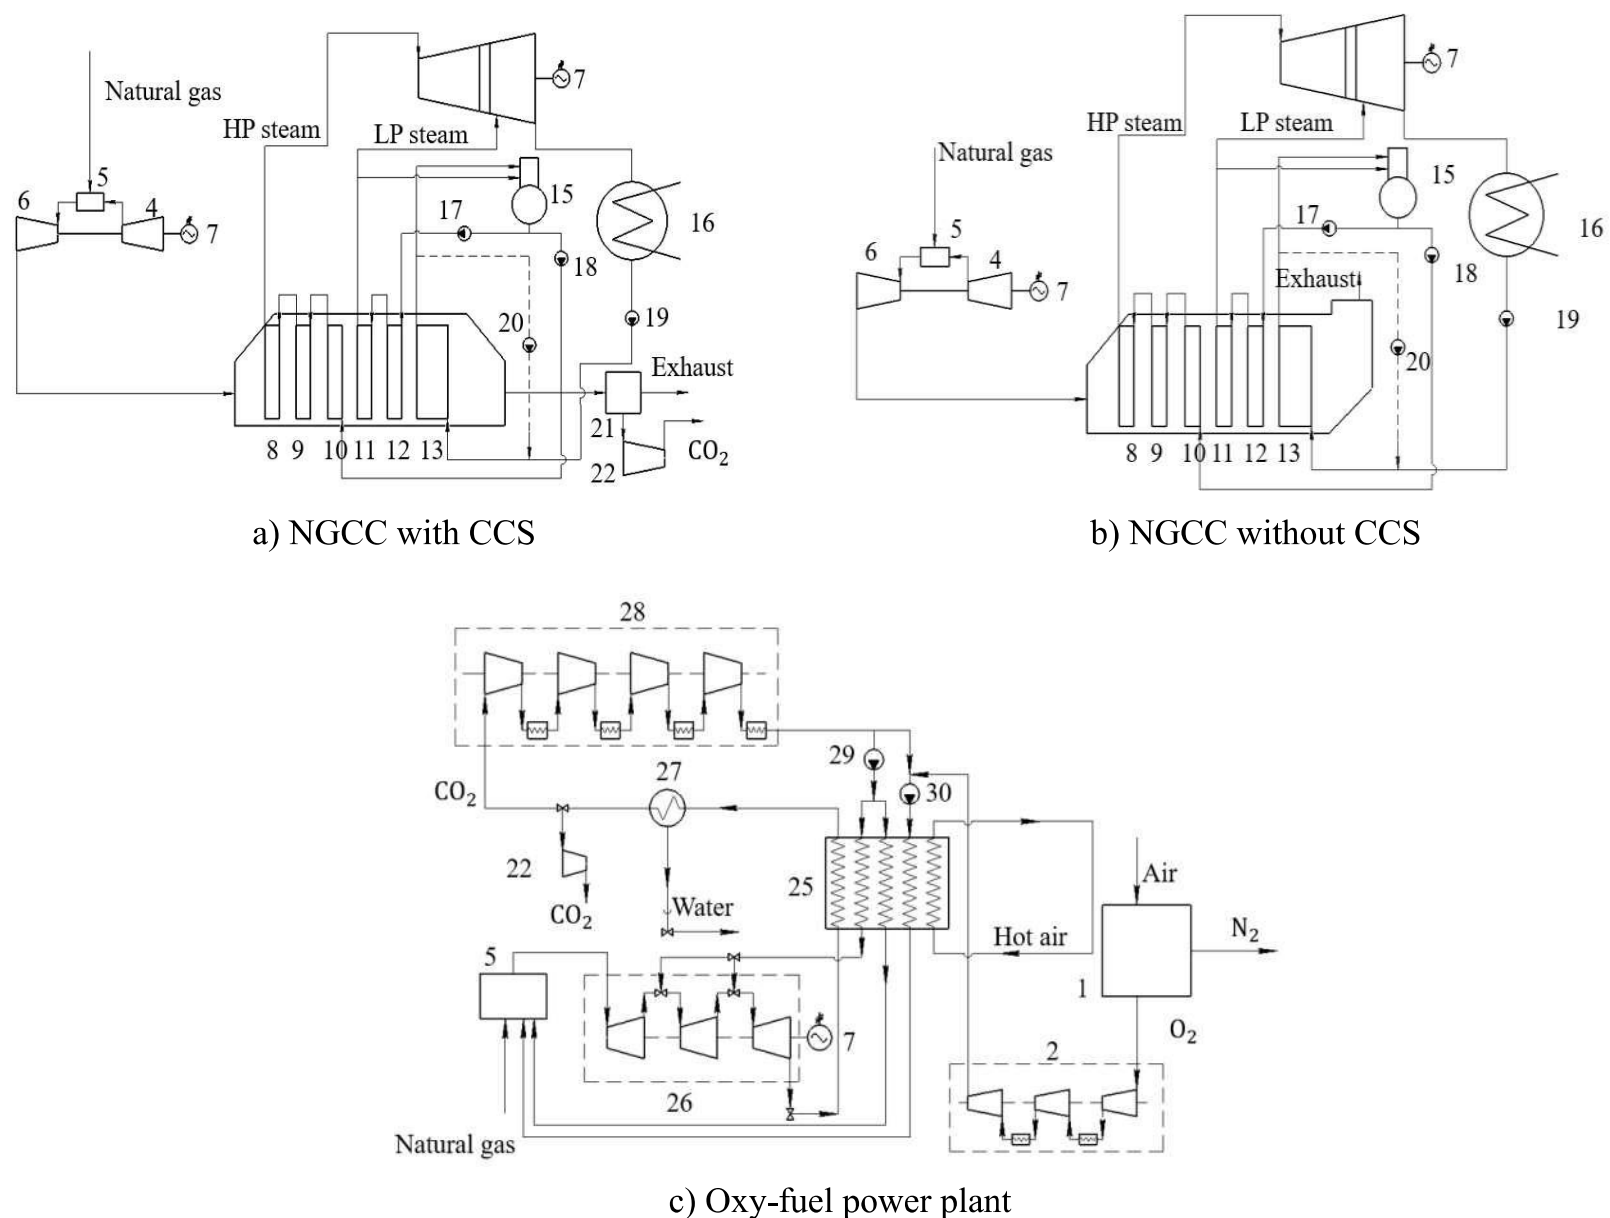 Natural gas
HP steam
LP steam
7
6
5
4
7
15
16
17
18
19
20
Exhaust
8 9 10 11 12 13
21
22
CO₂
a) NGCC with CCS
Natural gas
HP steam
LP steam
7
6
5
4
7
15
16
17
18
Exhaust
19
20
8 9 10 11 12 13
b) NGCC without CCS
28
29
27
30
CO₂
22
CO₂
25
Water
Air
Hot air
N₂
5
1
7
O₂
2
26
Natural gas
c) Oxy-fuel power plant